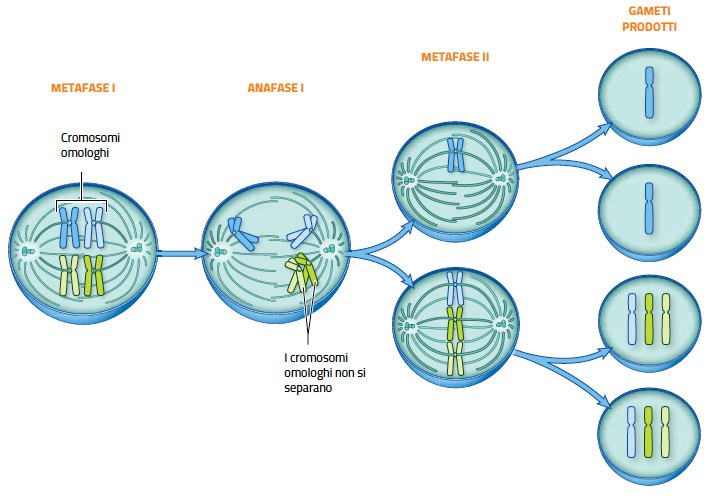 METAFASE I
ANAFASE I
METAFASE II
GAMETI
PRODOTTI
Cromosomi
omologhi
I cromosomi
omologhi non si
separano